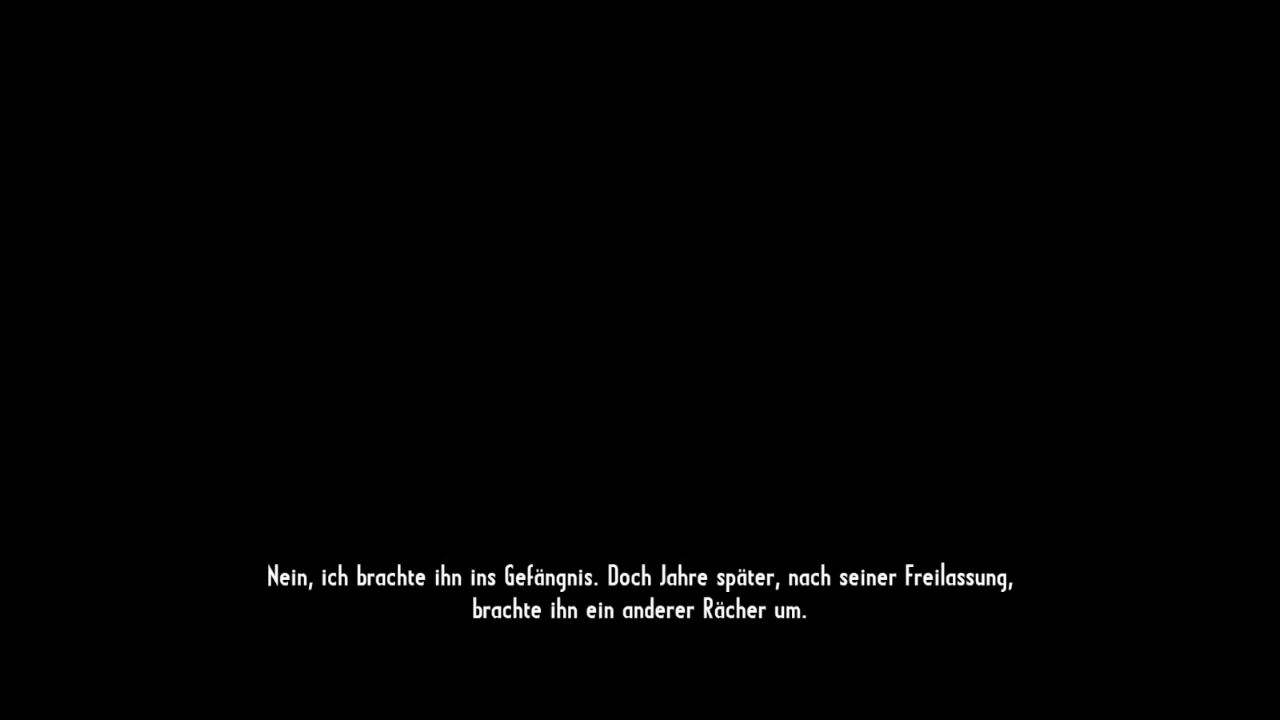 Nein, ich brachte ihn ins Gefängnis. Doch Jahre später, nach seiner Freilassung,
brachte ihn ein anderer Rächer um.